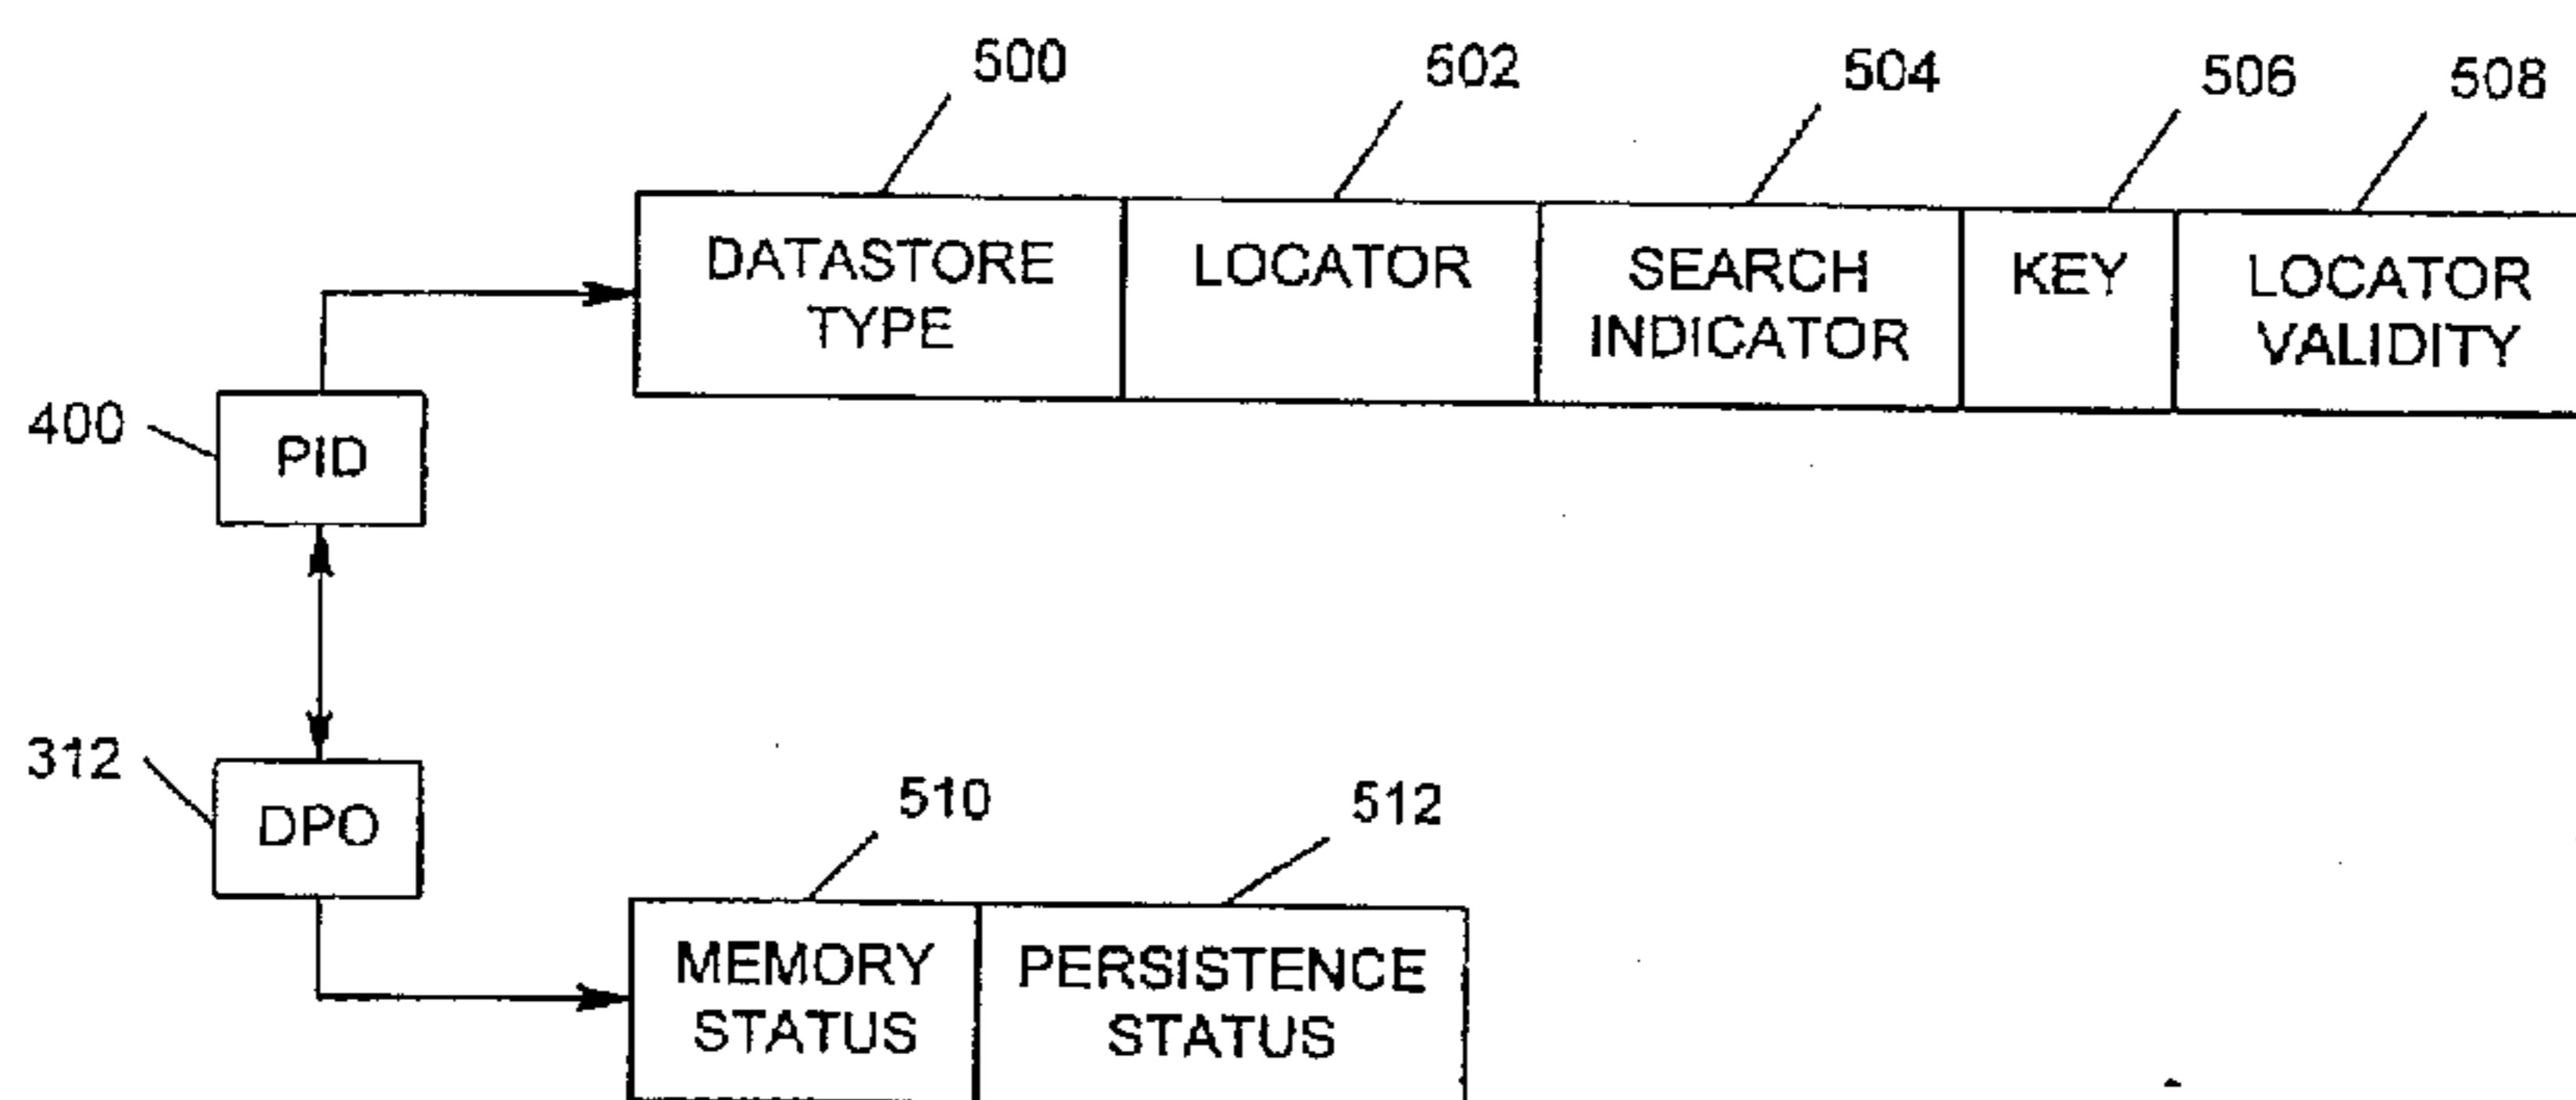 500 502 504 506 508
DATASTORE TYPE
LOCATOR
SEARCH INDICATOR
KEY
LOCATOR VALIDITY
400
PID
312
DPO
510 512
MEMORY STATUS
PERSISTENCE STATUS